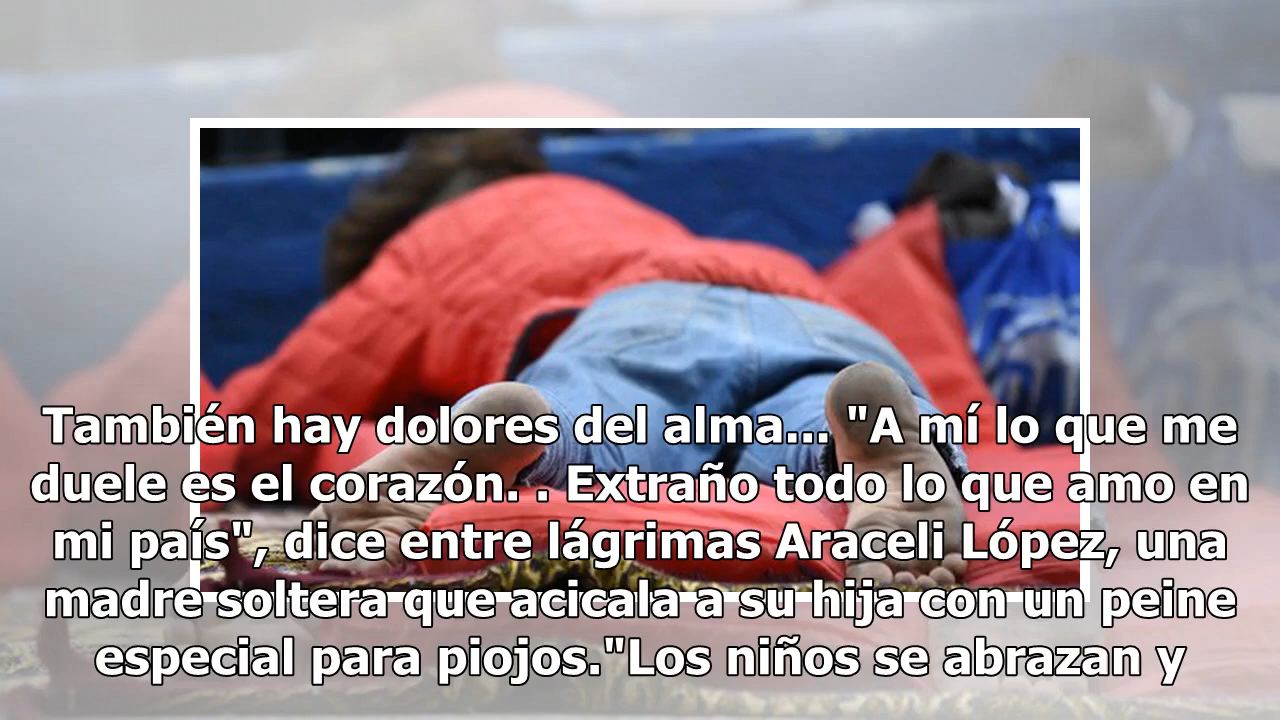 También hay dolores del alma... "A mí lo que me
duele es el corazón. . Extraño todo lo que amo en
mi país", dice entre lágrimas Araceli López, una
madre soltera que acicala a su hija con un peine
especial para piojos."Los niños se abrazan y